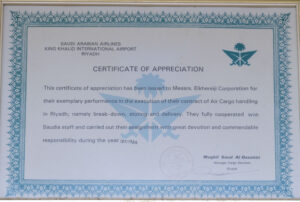 SAUDI ARABIAN AIRLINES
KING KHALID INTERNATIONAL AIRPORT
RIYADH
CERTIFICATE OF APPRECIATION
This certificate of appreciation has been issued to Messrs. Elkhereiji Corporation for
their exemplary performance in the execution of their contract of Air Cargo handling
in Riyadh, namely break-down, storing and delivery. They fully cooperated with
Saudia staff and carried out their assignment with great devotion and commendable
responsibility during the year